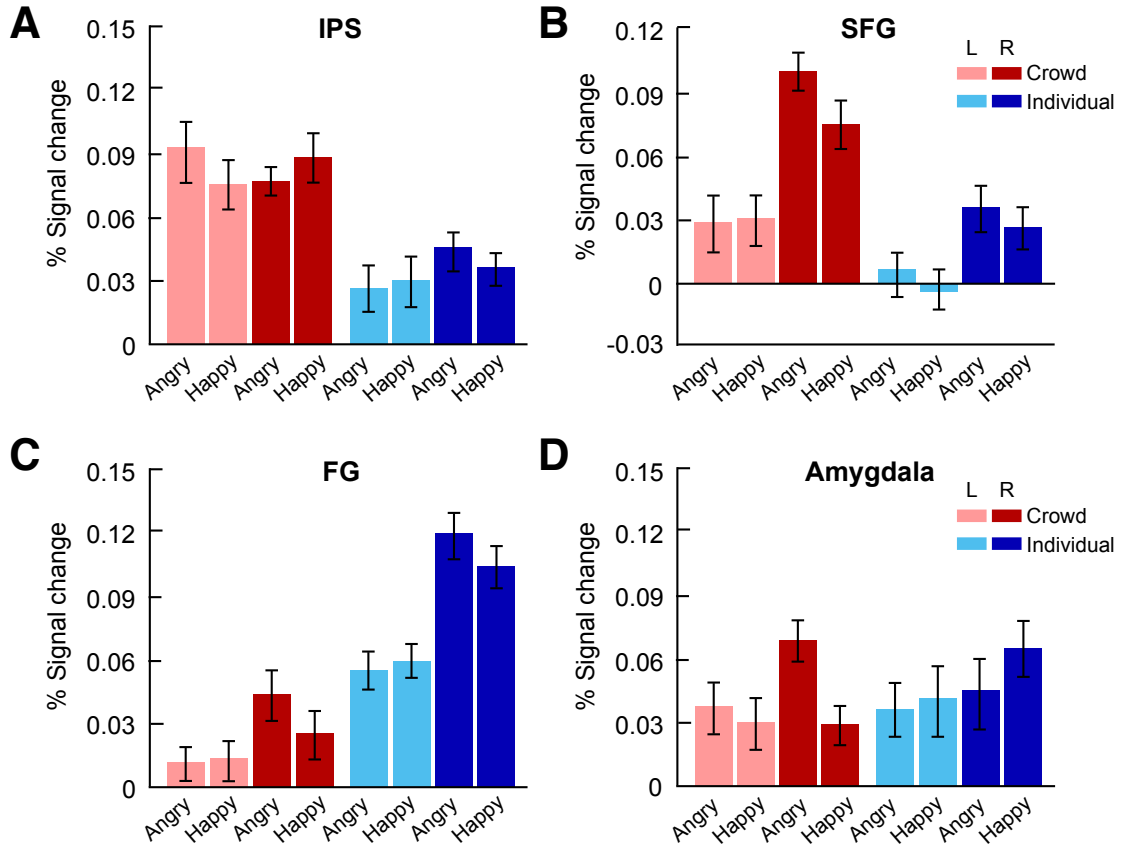 A
IPS
% Signal change
0.15
0.12
0.09
0.06
0.03
0
Angry Happy Angry Happy Angry Happy Angry Happy
B
SFG
% Signal change
0.12
0.09
0.06
0.03
0
-0.03
L R
Crowd
Individual
Angry Happy Angry Happy Angry Happy Angry Happy
C
FG
% Signal change
0.15
0.12
0.09
0.06
0.03
0
Angry Happy Angry Happy Angry Happy Angry Happy
D
Amygdala
% Signal change
0.15
0.12
0.09
0.06
0.03
0
L R
Crowd
Individual
Angry Happy Angry Happy Angry Happy Angry Happy